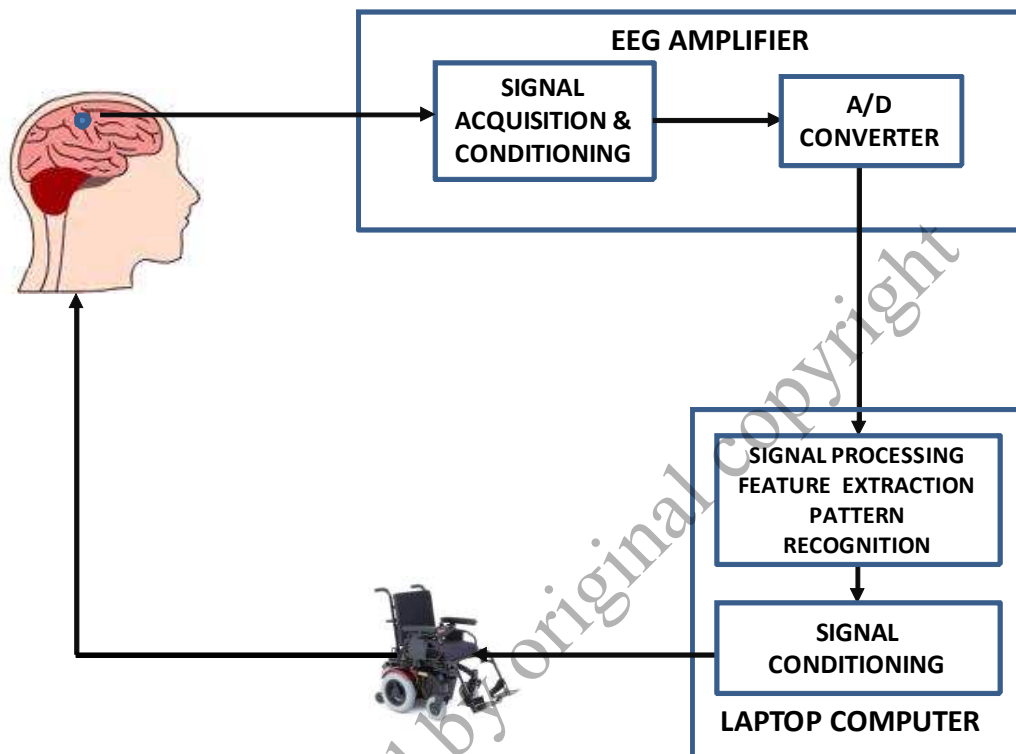 EEG AMPLIFIER
SIGNAL
ACQUISITION &
CONDITIONING
A/D
CONVERTER
SIGNAL PROCESSING
FEATURE EXTRACTION
PATTERN
RECOGNITION
SIGNAL
CONDITIONING
LAPTOP COMPUTER
by original copyright